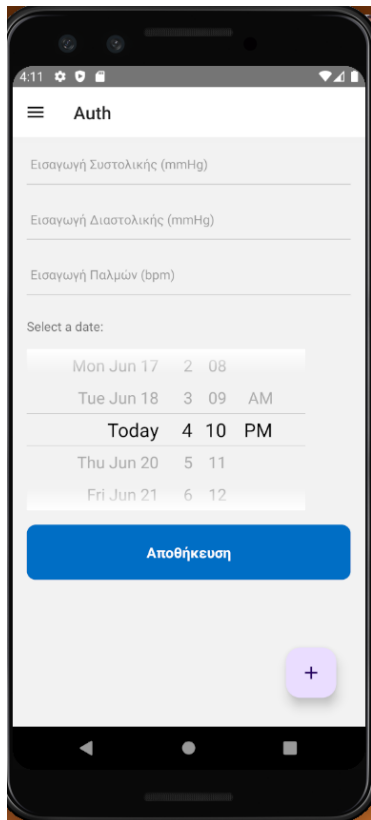 4:11
Auth
Εισαγωγή Συστολικής (mmHg)
Εισαγωγή Διαστολικής (mmHg)
Εισαγωγή Παλμών (bpm)
Select a date:
Mon Jun 17 2 08
Tue Jun 18 3 09 AM
Today 4 10 PM
Thu Jun 20 5 11
Fri Jun 21 6 12
Αποθήκευση
+